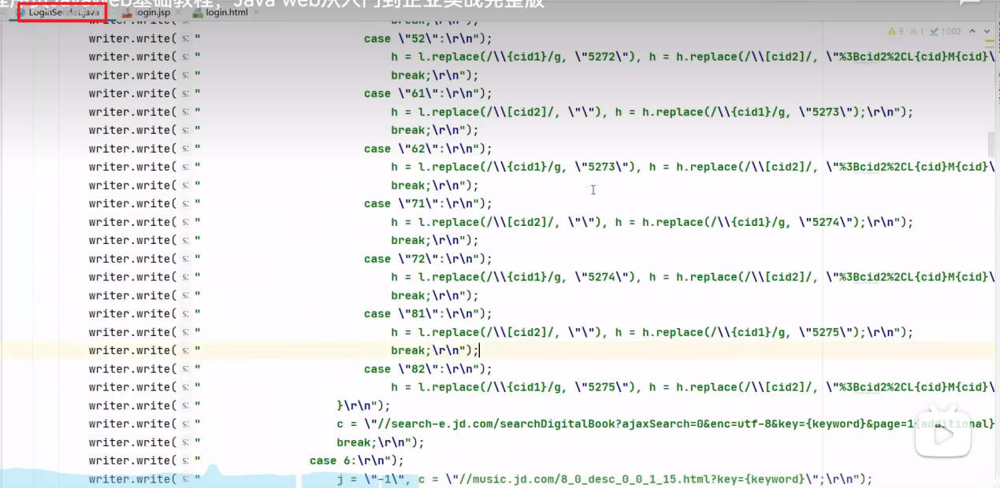 程序员JavaWeb基础教程，Java web从入门到企业实战完整版
LoginServlet.java login.jsp × login.html ×
break;\r\n");
3 1 1002
writer.write( s: " case \"52\":\r\n");
writer.write( s: " h = l.replace(/\\{cid1}/g, \"5272\"), h = h.replace(/\\[cid2]/, \"%3Bcid2%2CL{cid}M{cid}\
writer.write( s: " break;\r\n");
writer.write( s: " case \"61\":\r\n");
writer.write( s: " h = l.replace(/\\[cid2]/, \"\"), h = h.replace(/\\{cid1}/g, \"5273\");\r\n");
writer.write( s: " break;\r\n");
writer.write( s: " case \"62\":\r\n");
writer.write( s: " h = l.replace(/\\{cid1}/g, \"5273\"), h = h.replace(/\\[cid2]/, \"%3Bcid2%2CL{cid}M{cid}\
writer.write( s: " break;\r\n");
writer.write( s: " case \"71\":\r\n");
writer.write( s: " h = l.replace(/\\[cid2]/, \"\"), h = h.replace(/\\{cid1}/g, \"5274\");\r\n");
writer.write( s: " break;\r\n");
writer.write( s: " case \"72\":\r\n");
writer.write( s: " h = l.replace(/\\{cid1}/g, \"5274\"), h = h.replace(/\\[cid2]/, \"%3Bcid2%2CL{cid}M{cid}\
writer.write( s: " break;\r\n");
writer.write( s: " case \"81\":\r\n");
writer.write( s: " h = l.replace(/\\[cid2]/, \"\"), h = h.replace(/\\{cid1}/g, \"5275\");\r\n");
writer.write( s: " break;\r\n");
writer.write( s: " case \"82\":\r\n");
writer.write( s: " h = l.replace(/\\{cid1}/g, \"5275\"), h = h.replace(/\\[cid2]/, \"%3Bcid2%2CL{cid}M{cid}\
writer.write( s: " }\r\n");
writer.write( s: " c = \"//search-e.jd.com/searchDigitalBook?ajaxSearch=0&enc=utf-8&key={keyword}&page=1{additional}
writer.write( s: " break;\r\n");
writer.write( s: " case 6:\r\n");
writer.write( s: " j = \"-1\", c = \"//music.jd.com/8_0_desc_0_0_1_15.html?key={keyword}\";\r\n");